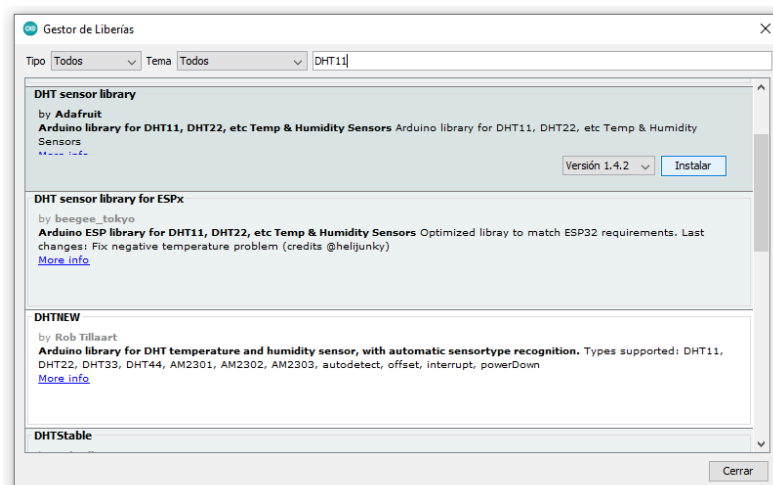 Gestor de Liberías
Tipo Todos Tema Todos DHT11
DHT sensor library
by Adafruit
Arduino library for DHT11, DHT22, etc Temp & Humidity Sensors Arduino library for DHT11, DHT22, etc Temp & Humidity
Sensors
More info
Versión 1.4.2 Instalar
DHT sensor library for ESPx
by beegee_tokyo
Arduino ESP library for DHT11, DHT22, etc Temp & Humidity Sensors Optimized libray to match ESP32 requirements. Last
changes: Fix negative temperature problem (credits @helijunky)
More info
DHTNEW
by Rob Tillaart
Arduino library for DHT temperature and humidity sensor, with automatic sensortype recognition. Types supported: DHT11,
DHT22, DHT33, DHT44, AM2301, AM2302, AM2303, autodetect, offset, interrupt, powerDown
More info
DHTStable
Cerrar